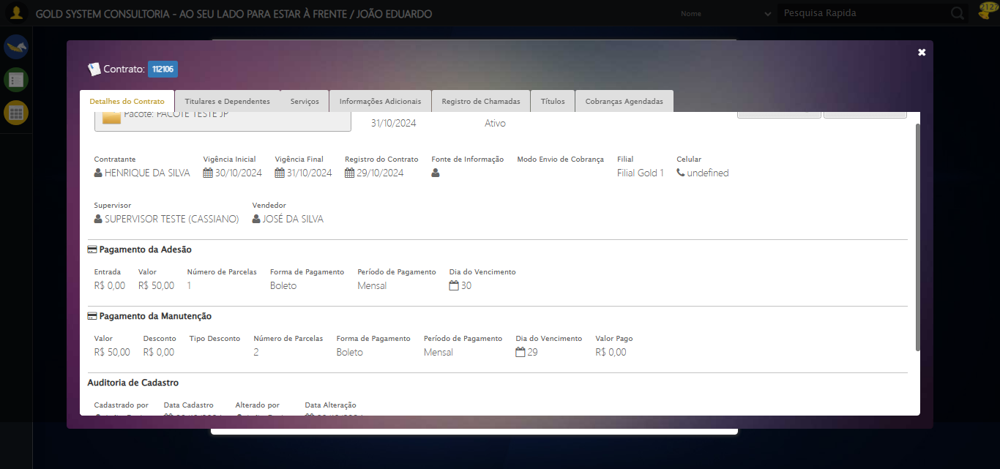 GOLD SYSTEM CONSULTORIA - AO SEU LADO PARA ESTAR À FRENTE / JOÃO EDUARDO
Nome
Pesquisa Rapida
2127
Contrato: 112106
Detalhes do Contrato
Titulares e Dependentes
Serviços
Informações Adicionais
Registro de Chamadas
Títulos
Cobranças Agendadas
Pacote: PACOTE TESTE JP
31/10/2024
Ativo
Contratante
Vigência Inicial
Vigência Final
Registro do Contrato
Fonte de Informação
Modo Envio de Cobrança
Filial
Celular
HENRIQUE DA SILVA
30/10/2024
31/10/2024
29/10/2024
Filial Gold 1
undefined
Supervisor
Vendedor
SUPERVISOR TESTE (CASSIANO)
JOSÉ DA SILVA
Pagamento da Adesão
Entrada
Valor
Número de Parcelas
Forma de Pagamento
Período de Pagamento
Dia do Vencimento
R$ 0,00
R$ 50,00
1
Boleto
Mensal
30
Pagamento da Manutenção
Valor
Desconto
Tipo Desconto
Número de Parcelas
Forma de Pagamento
Período de Pagamento
Dia do Vencimento
Valor Pago
R$ 50,00
R$ 0,00
2
Boleto
Mensal
29
R$ 0,00
Auditoria de Cadastro
Cadastrado por
Data Cadastro
Alterado por
Data Alteração